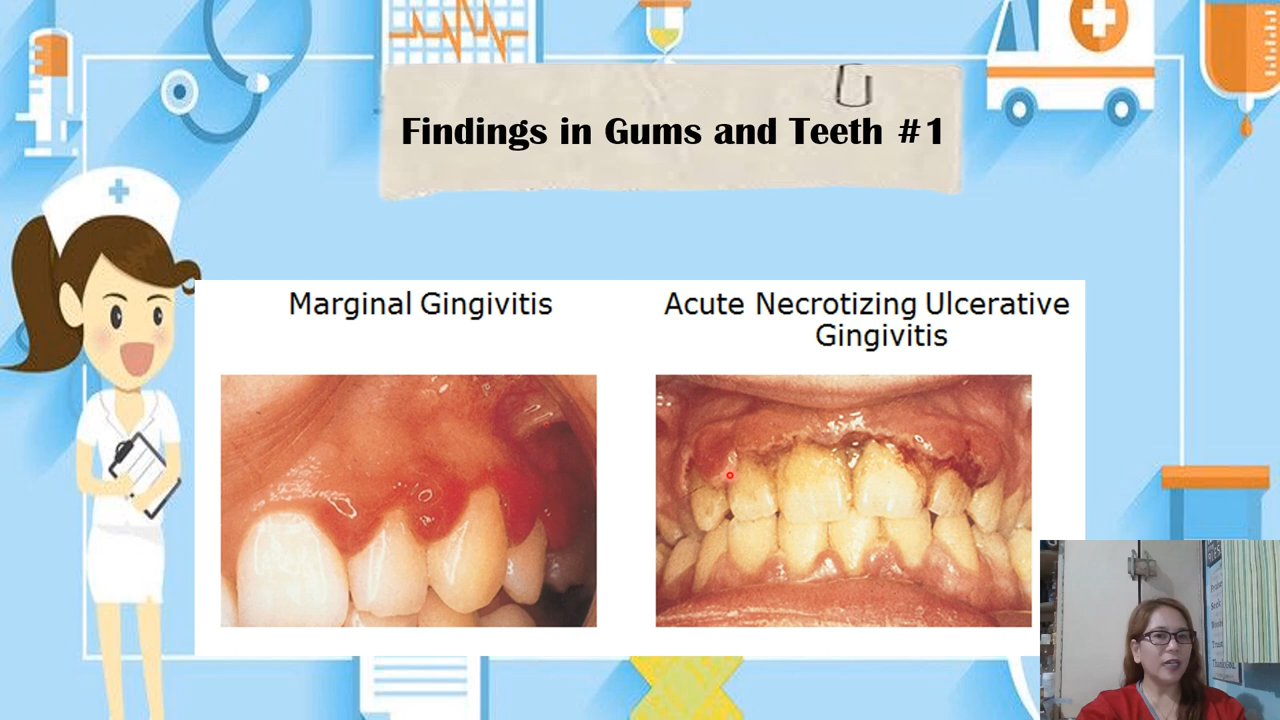 Findings in Gums and Teeth #1
Marginal Gingivitis
Acute Necrotizing Ulcerative
Gingivitis